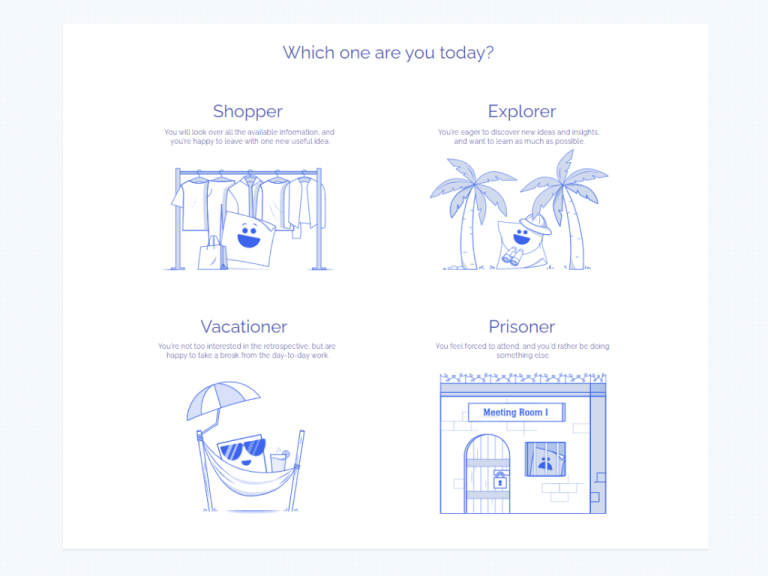 Which one are you today?
Shopper
You will look over all the available information, and
you're happy to leave with one new useful idea.
Explorer
You're eager to discover new ideas and insights,
and want to learn as much as possible.
Vacationer
You're not too interested in the retrospective, but are
happy to take a break from the day-to-day work.
Prisoner
You feel forced to attend, and you'd rather be doing
something else.
Meeting Room 1